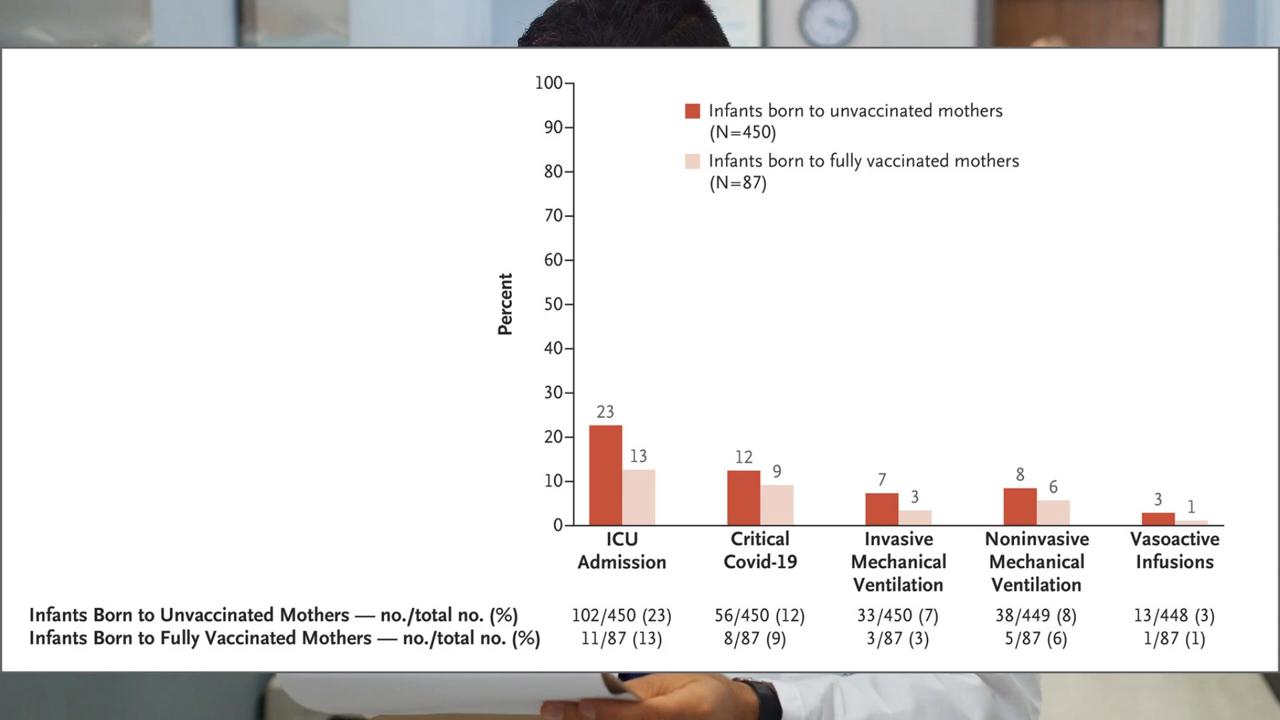 100
90
80
70
60
50
40
30
20
10
0
Percent
Infants born to unvaccinated mothers
(N=450)
Infants born to fully vaccinated mothers
(N=87)
23
13
12
9
7
3
8
6
3
1
ICU
Admission
Critical
Covid-19
Invasive
Mechanical
Ventilation
Noninvasive
Mechanical
Ventilation
Vasoactive
Infusions
Infants Born to Unvaccinated Mothers — no./total no. (%) 102/450 (23) 56/450 (12) 33/450 (7) 38/449 (8) 13/448 (3)
Infants Born to Fully Vaccinated Mothers — no./total no. (%) 11/87 (13) 8/87 (9) 3/87 (3) 5/87 (6) 1/87 (1)